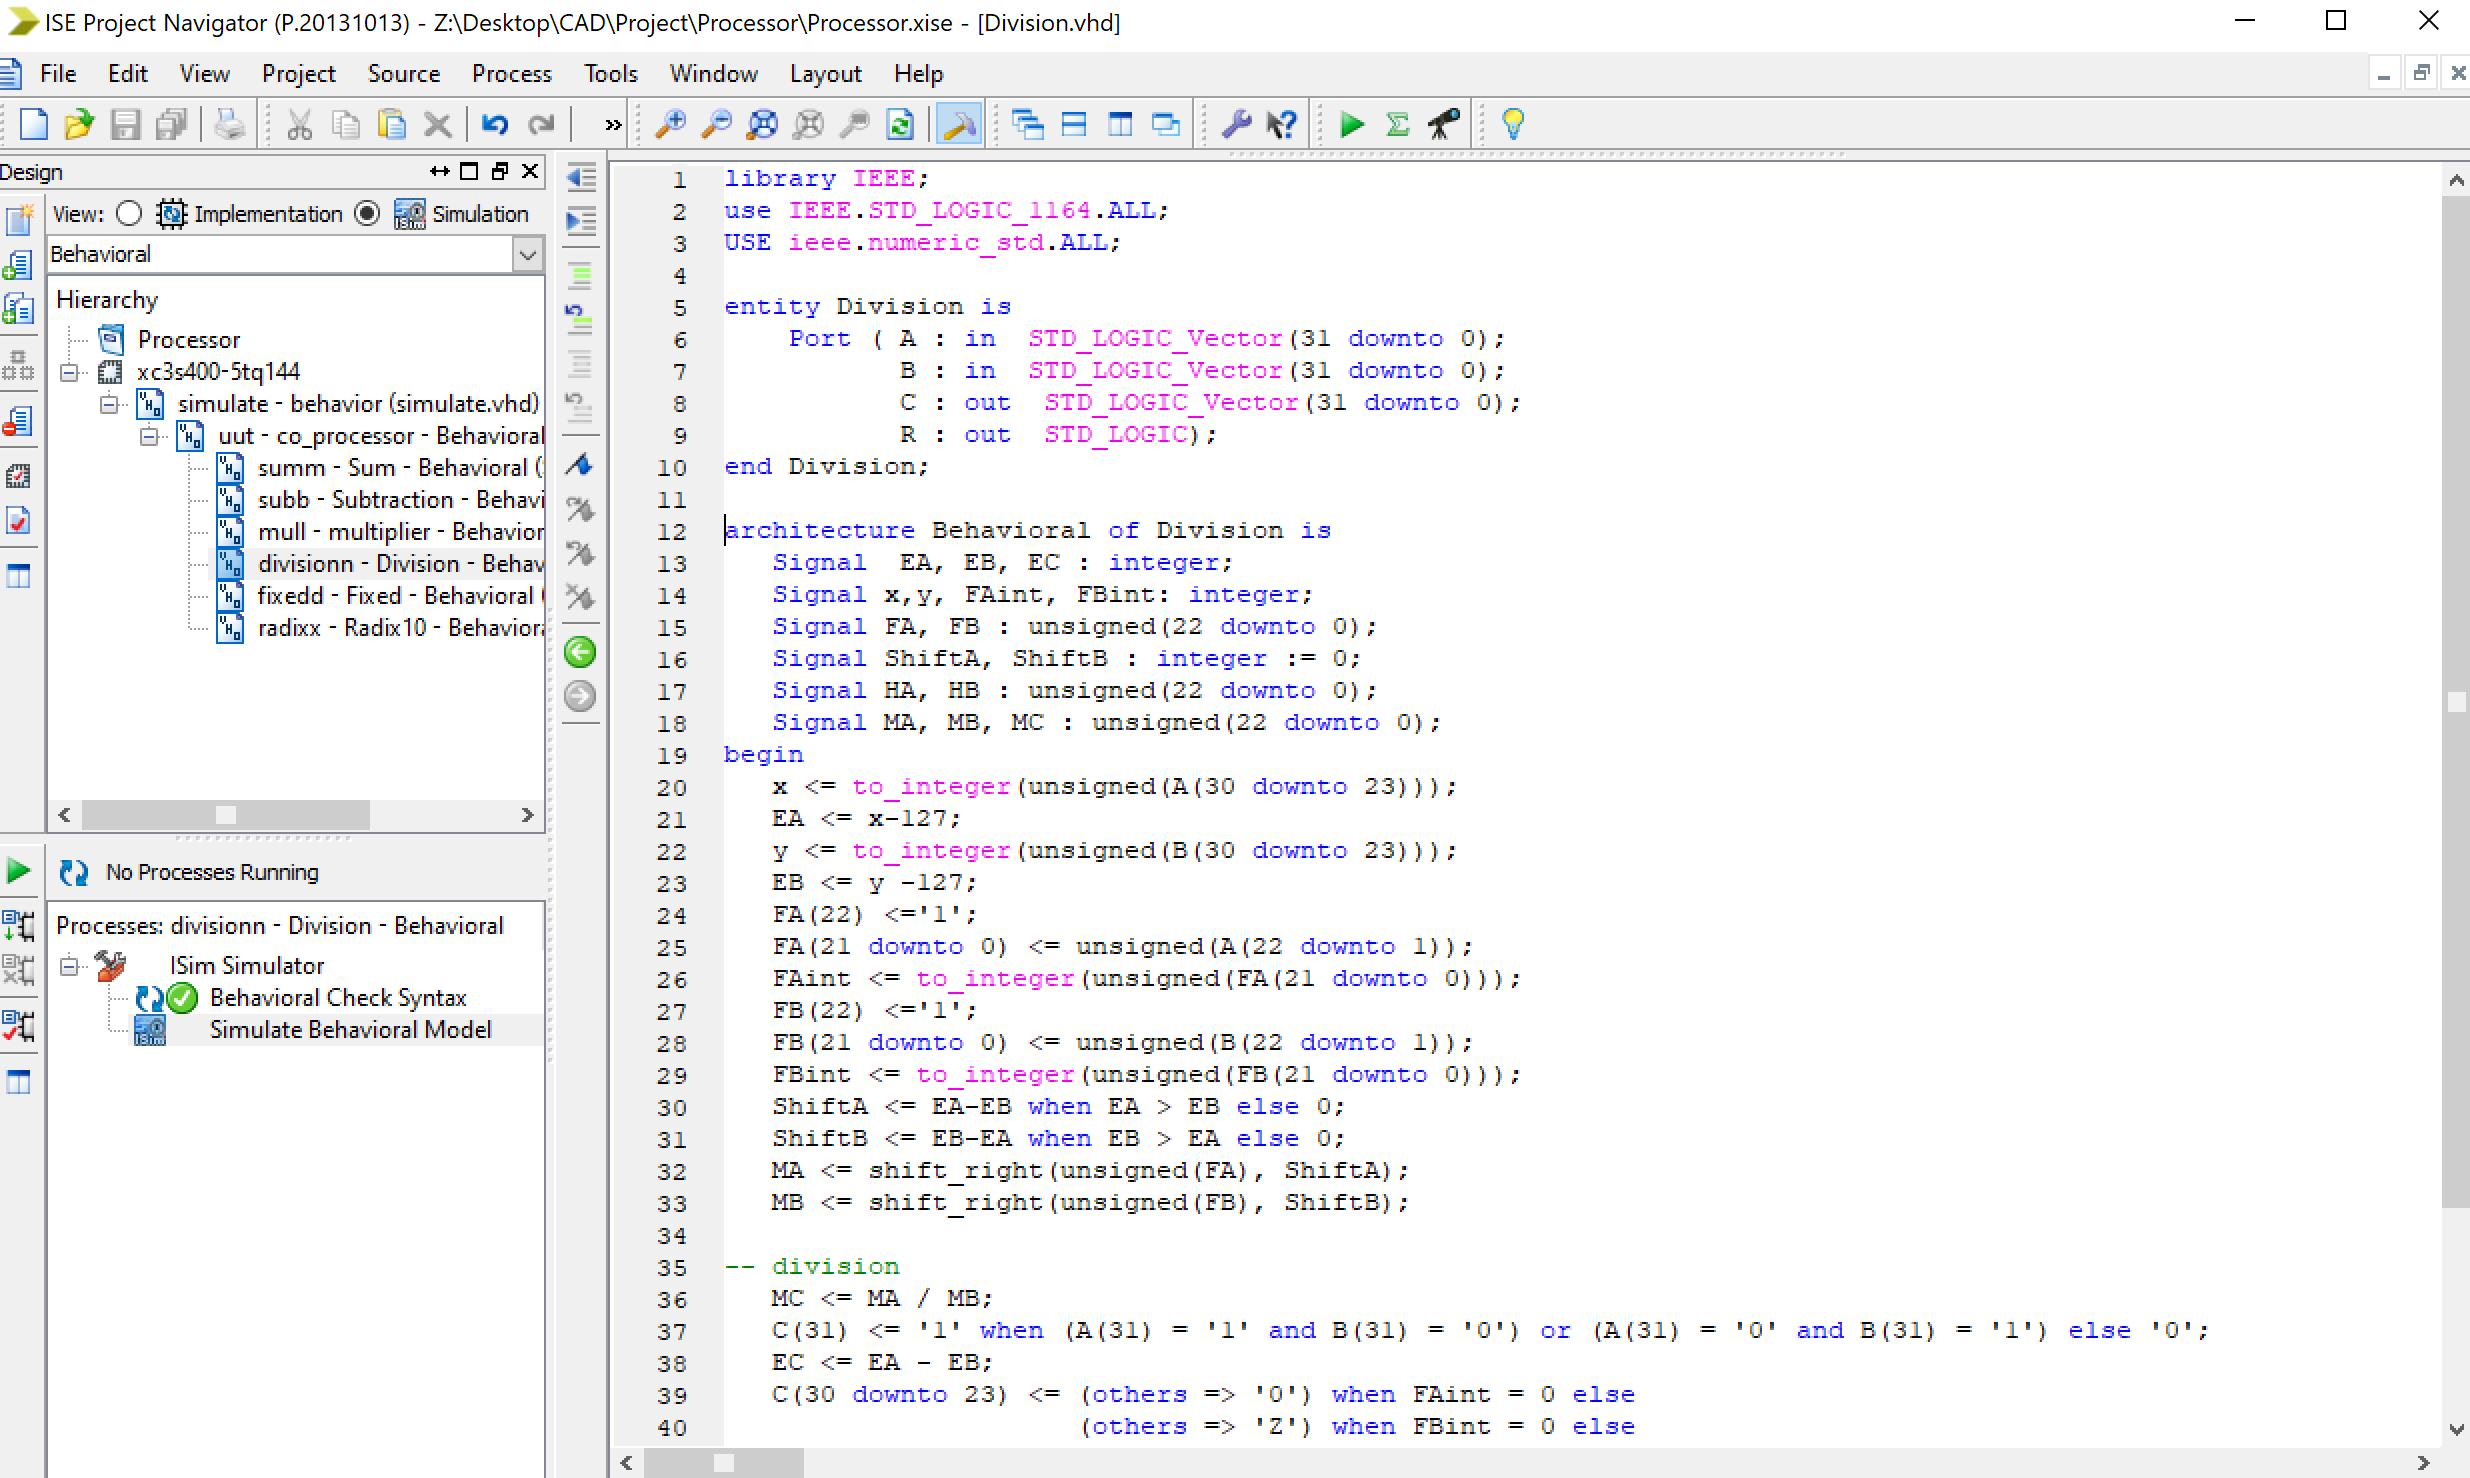 ISE Project Navigator (P.20131013) - Z:\Desktop\CAD\Project\Processor\Processor.xise - [Division.vhd]
File Edit View Project Source Process Tools Window Layout Help
Design
View: Implementation Simulation
Behavioral
Hierarchy
Processor
xc3s400-5tq144
simulate - behavior (simulate.vhd)
uut - co_processor - Behavioral
summ - Sum - Behavioral (
subb - Subtraction - Behavi
mull - multiplier - Behavior
divisionn - Division - Behav
fixedd - Fixed - Behavioral (
radixx - Radix10 - Behaviora
No Processes Running
Processes: divisionn - Division - Behavioral
ISim Simulator
Behavioral Check Syntax
Simulate Behavioral Model
1 library IEEE;
2 use IEEE.STD_LOGIC_1164.ALL;
3 USE ieee.numeric_std.ALL;
4
5 entity Division is
6 Port ( A : in STD_LOGIC_Vector(31 downto 0);
7 B : in STD_LOGIC_Vector(31 downto 0);
8 C : out STD_LOGIC_Vector(31 downto 0);
9 R : out STD_LOGIC);
10 end Division;
11
12 architecture Behavioral of Division is
13 Signal EA, EB, EC : integer;
14 Signal x,y, FAint, FBint: integer;
15 Signal FA, FB : unsigned(22 downto 0);
16 Signal ShiftA, ShiftB : integer := 0;
17 Signal HA, HB : unsigned(22 downto 0);
18 Signal MA, MB, MC : unsigned(22 downto 0);
19 begin
20 x <= to_integer(unsigned(A(30 downto 23)));
21 EA <= x-127;
22 y <= to_integer(unsigned(B(30 downto 23)));
23 EB <= y -127;
24 FA(22) <='1';
25 FA(21 downto 0) <= unsigned(A(22 downto 1));
26 FAint <= to_integer(unsigned(FA(21 downto 0)));
27 FB(22) <='1';
28 FB(21 downto 0) <= unsigned(B(22 downto 1));
29 FBint <= to_integer(unsigned(FB(21 downto 0)));
30 ShiftA <= EA-EB when EA > EB else 0;
31 ShiftB <= EB-EA when EB > EA else 0;
32 MA <= shift_right(unsigned(FA), ShiftA);
33 MB <= shift_right(unsigned(FB), ShiftB);
34
35 -- division
36 MC <= MA / MB;
37 C(31) <= '1' when (A(31) = '1' and B(31) = '0') or (A(31) = '0' and B(31) = '1') else '0';
38 EC <= EA - EB;
39 C(30 downto 23) <= (others => '0') when FAint = 0 else
40 (others => 'Z') when FBint = 0 else